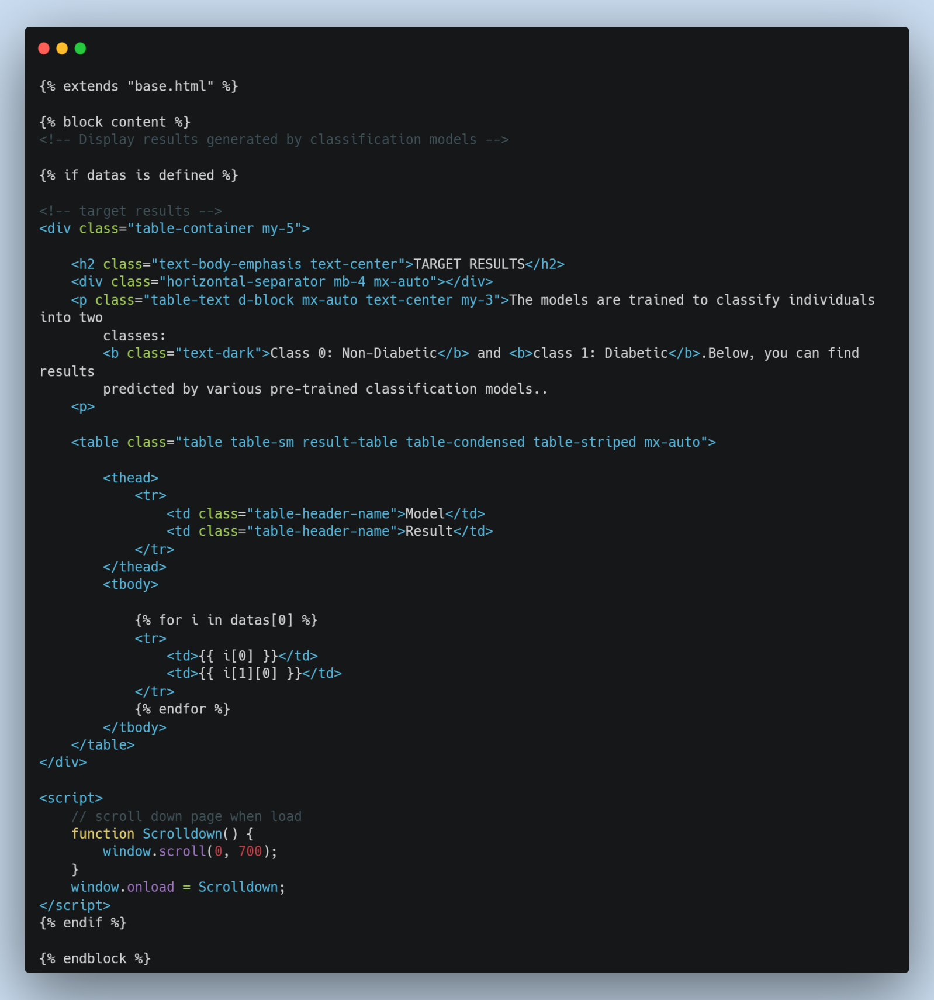 {% extends "base.html" %}

{% block content %}
<!-- Display results generated by classification models -->

{% if datas is defined %}

<!-- target results -->
<div class="table-container my-5">

    <h2 class="text-body-emphasis text-center">TARGET RESULTS</h2>
    <div class="horizontal-separator mb-4 mx-auto"></div>
    <p class="table-text d-block mx-auto text-center my-3">The models are trained to classify individuals
into two
        classes:
        <b class="text-dark">Class 0: Non-Diabetic</b> and <b>class 1: Diabetic</b>.Below, you can find
results
        predicted by various pre-trained classification models..
    <p>

    <table class="table table-sm result-table table-condensed table-striped mx-auto">

        <thead>
            <tr>
                <td class="table-header-name">Model</td>
                <td class="table-header-name">Result</td>
            </tr>
        </thead>
        <tbody>

            {% for i in datas[0] %}
            <tr>
                <td>{{ i[0] }}</td>
                <td>{{ i[1][0] }}</td>
            </tr>
            {% endfor %}
        </tbody>
    </table>
</div>

<script>
    // scroll down page when load
    function Scrolldown() {
        window.scroll(0, 700);
    }
    window.onload = Scrolldown;
</script>
{% endif %}

{% endblock %}